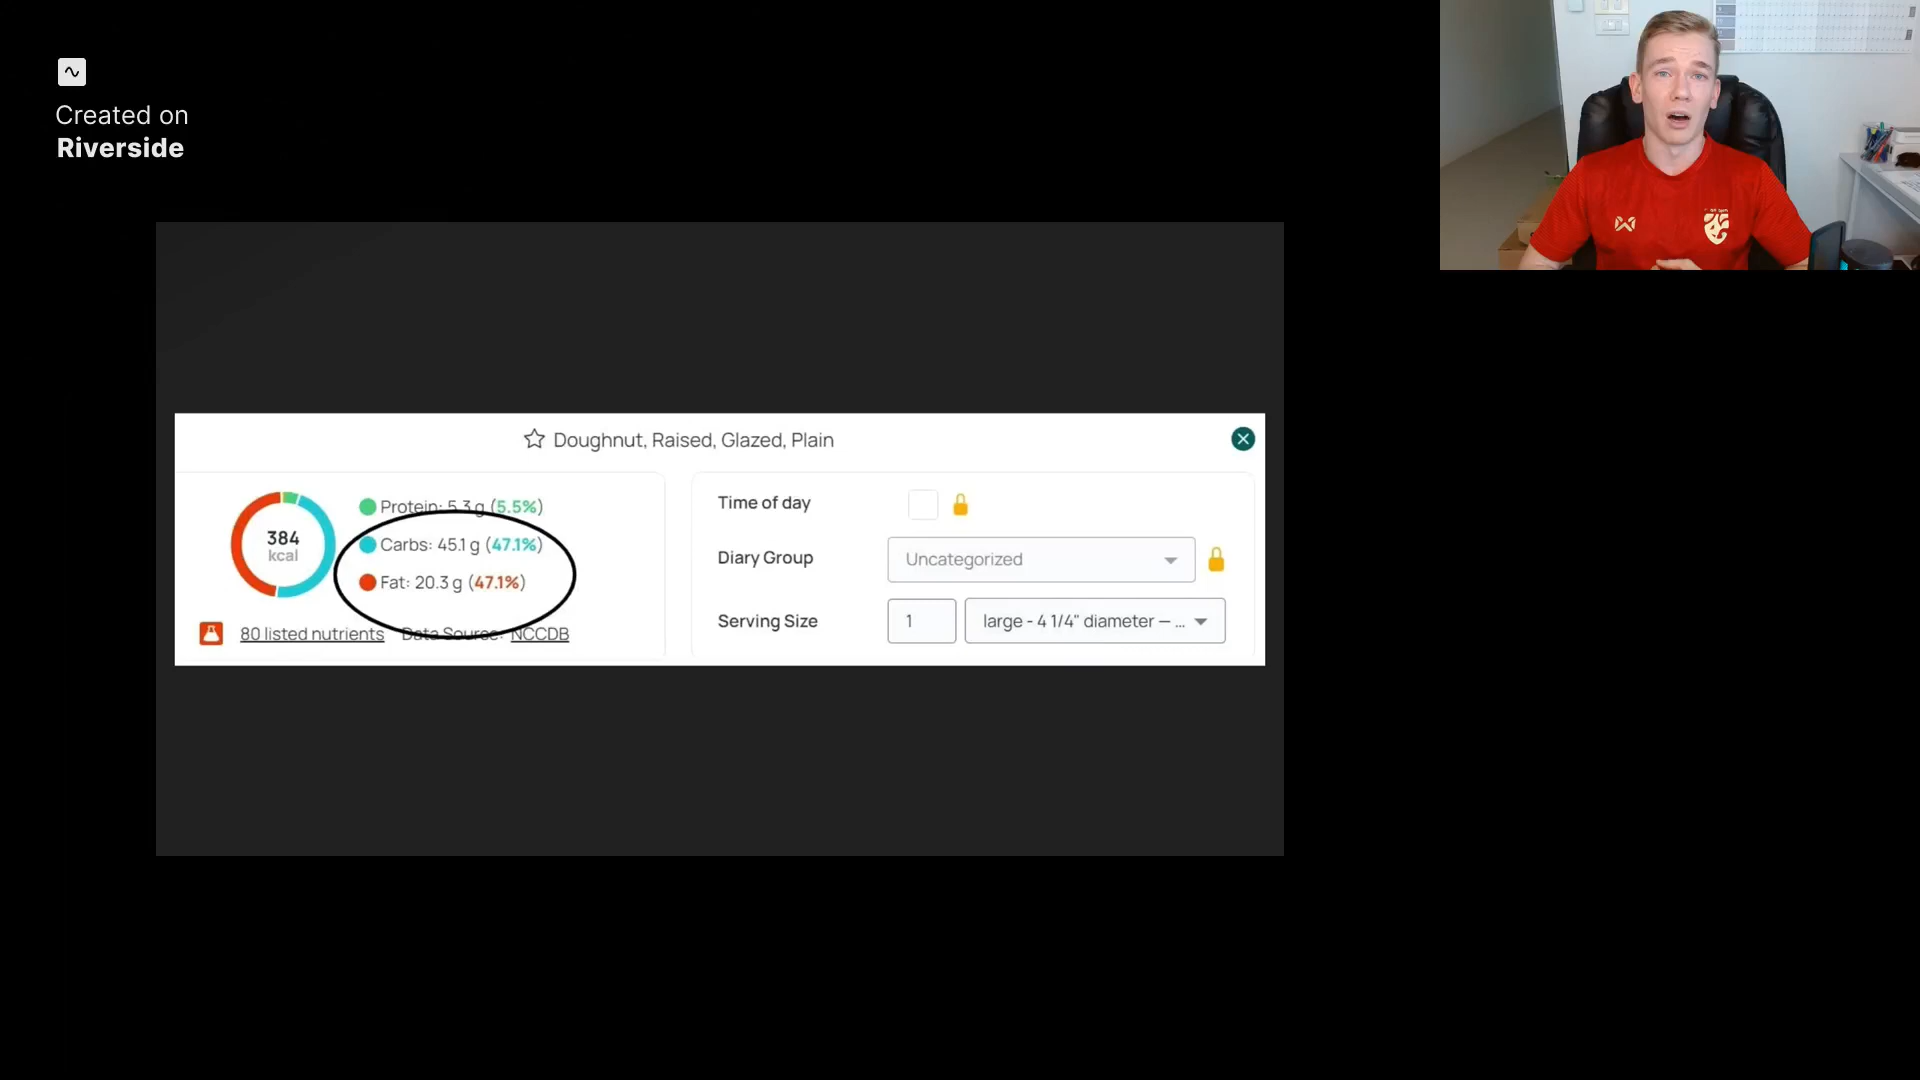 Created on
Riverside
Doughnut, Raised, Glazed, Plain
384
kcal
Protein: 5.3 g (5.5%)
Carbs: 45.1 g (47.1%)
Fat: 20.3 g (47.1%)
80 listed nutrients Data Source: NCCDB
Time of day
Diary Group Uncategorized
Serving Size 1 large - 4 1/4" diameter — ...